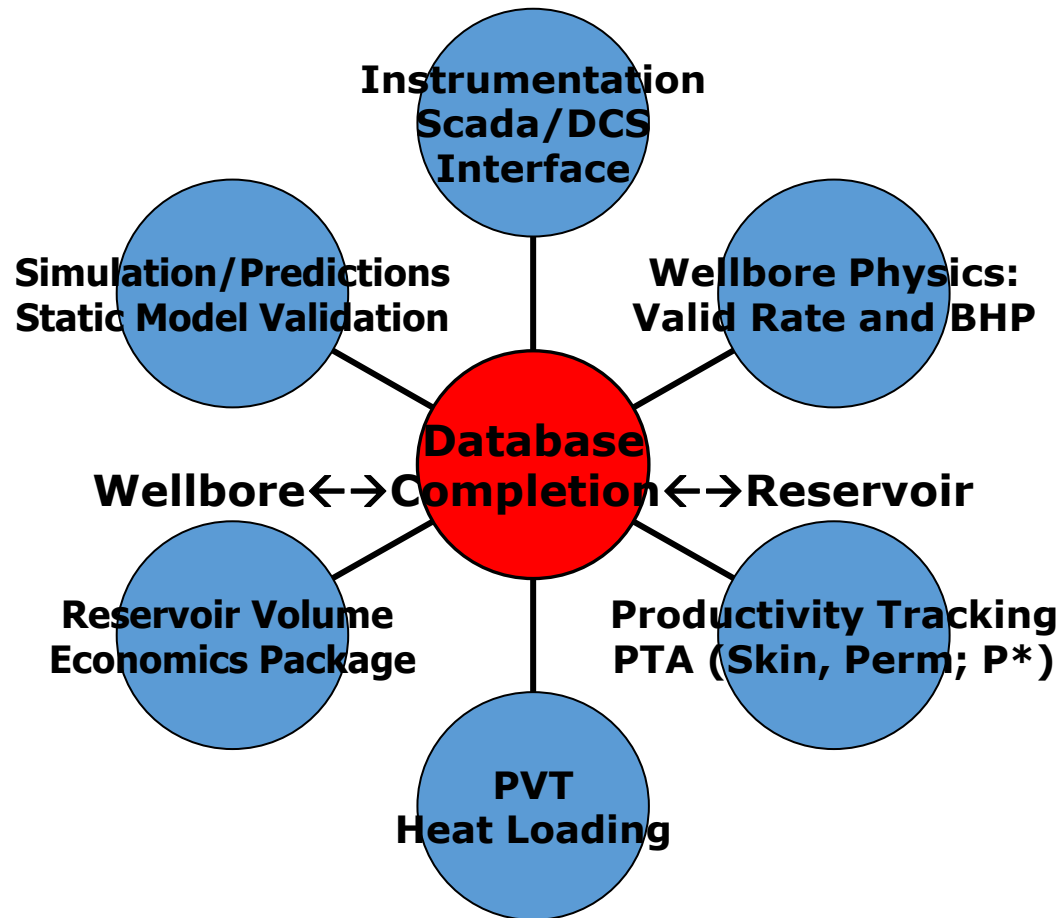 Instrumentation
Scada/DCS
Interface
Simulation/Predictions
Static Model Validation
Wellbore Physics:
Valid Rate and BHP
Database
Wellbore←→Completion←→Reservoir
Reservoir Volume
Economics Package
Productivity Tracking
PTA (Skin, Perm; P*)
PVT
Heat Loading